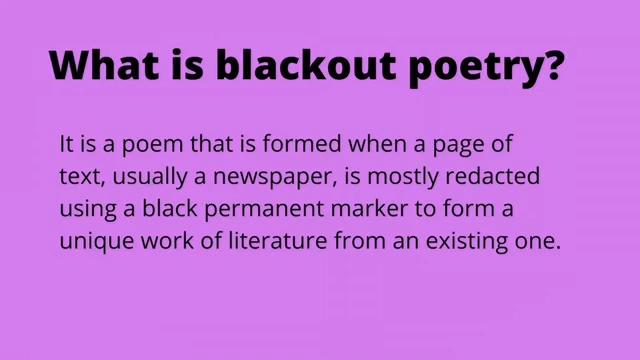 What is blackout poetry?
It is a poem that is formed when a page of
text, usually a newspaper, is mostly redacted
using a black permanent marker to form a
unique work of literature from an existing one.